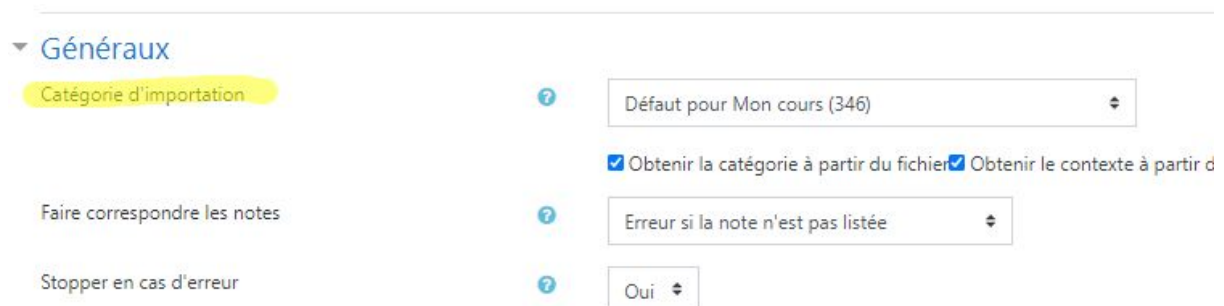 Généraux
Catégorie d'importation
Défaut pour Mon cours (346)
Obtenir la catégorie à partir du fichier Obtenir le contexte à partir
Faire correspondre les notes
Erreur si la note n'est pas listée
Stopper en cas d'erreur
Oui